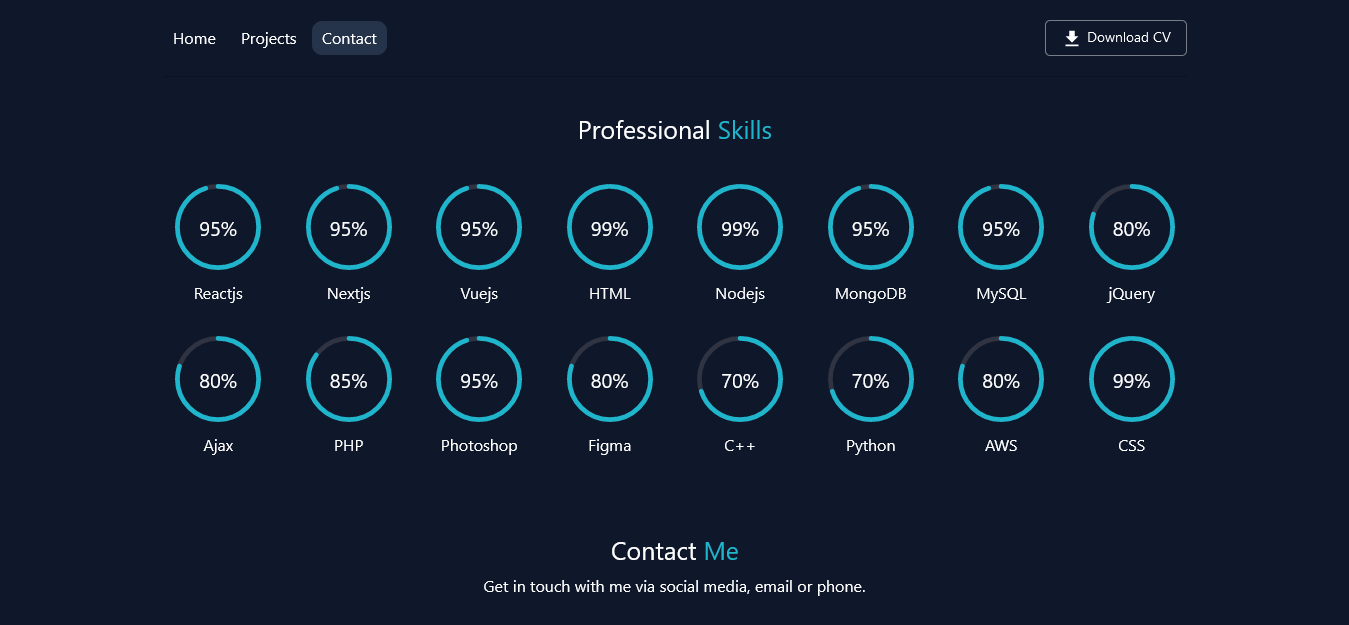 Home Projects Contact Download CV
Professional Skills
95% 95% 95% 99% 99% 95% 95% 80%
Reactjs Nextjs Vuejs HTML Nodejs MongoDB MySQL jQuery
80% 85% 95% 80% 70% 70% 80% 99%
Ajax PHP Photoshop Figma C++ Python AWS CSS
Contact Me
Get in touch with me via social media, email or phone.